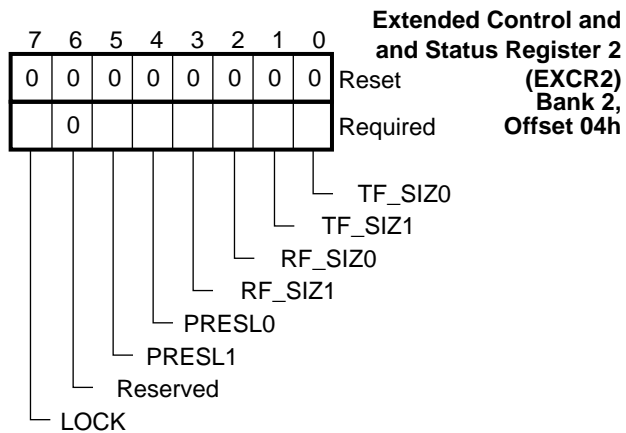 Extended Control and
and Status Register 2
(EXCR2)
Bank 2,
Offset 04h
7 6 5 4 3 2 1 0
0 0 0 0 0 0 0 0 Reset
0 Required
TF_SIZ0
TF_SIZ1
RF_SIZ0
RF_SIZ1
PRESL0
PRESL1
Reserved
LOCK